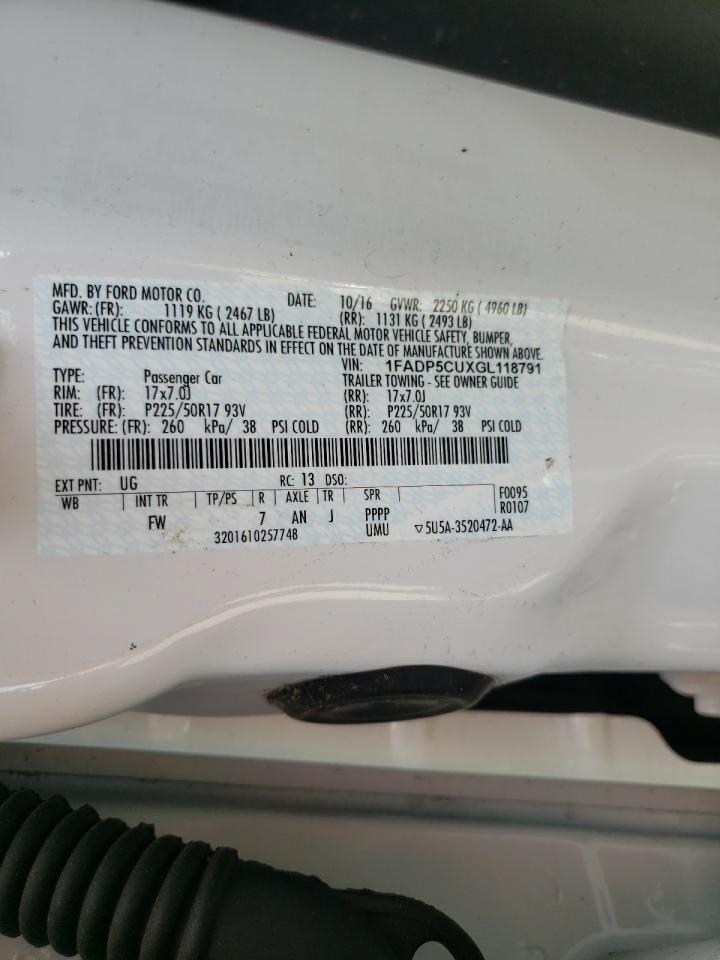 MFD. BY FORD MOTOR CO. DATE: 10/16 GVWR: 2250 KG ( 4960 LB)
GAWR: (FR): 1119 KG ( 2467 LB) (RR): 1131 KG ( 2493 LB)
THIS VEHICLE CONFORMS TO ALL APPLICABLE FEDERAL MOTOR VEHICLE SAFETY, BUMPER,
AND THEFT PREVENTION STANDARDS IN EFFECT ON THE DATE OF MANUFACTURE SHOWN ABOVE.
VIN: 1FADP5CUXGL118791
TYPE: Passenger Car TRAILER TOWING - SEE OWNER GUIDE
RIM: (FR): 17x7.0J (RR): 17x7.0J
TIRE: (FR): P225/50R17 93V (RR): P225/50R17 93V
PRESSURE: (FR): 260 kPa/ 38 PSI COLD (RR): 260 kPa/ 38 PSI COLD
EXT PNT: UG RC: 13 DSO:
WB INT TR TP/PS R AXLE TR SPR F0095
R0107
FW 7 AN J PPPP
3201610257748 UMU ▽5U5A-3520472-AA